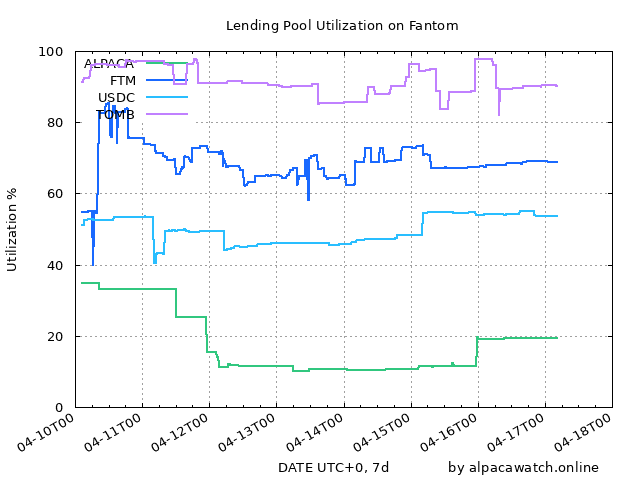 Lending Pool Utilization on Fantom
100
80
60
40
20
0
Utilization %
ALPACA
FTM
USDC
TOMB
04-10T00
04-11T00
04-12T00
04-13T00
04-14T00
04-15T00
04-16T00
04-17T00
04-18T00
DATE UTC+0, 7d
by alpacawatch.online